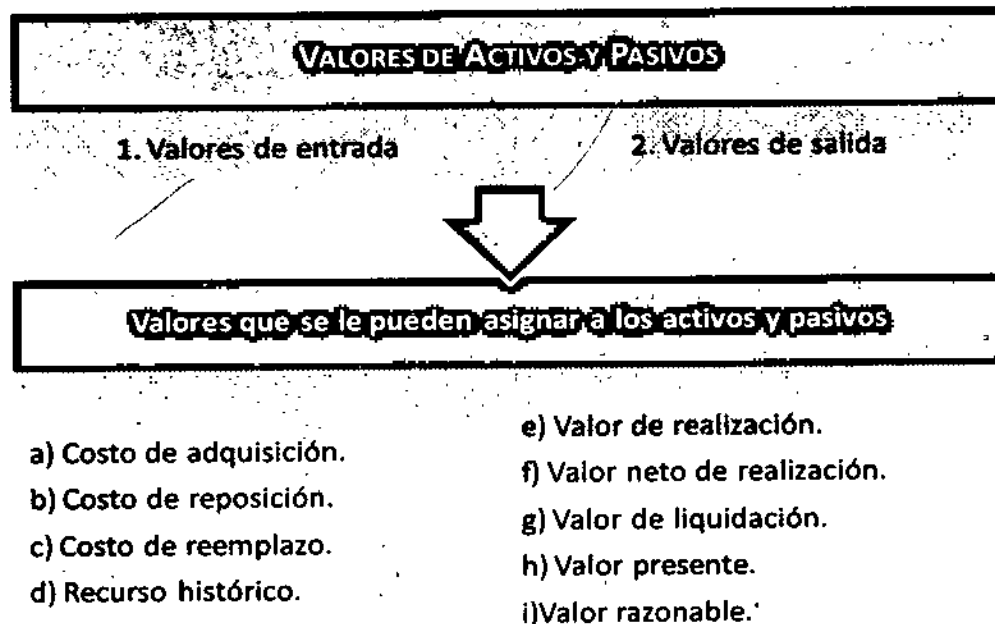 VALORES DE ACTIVOS Y PASIVOS
1. Valores de entrada
2. Valores de salida
Valores que se le pueden asignar a los activos y pasivos
a) Costo de adquisición.
b) Costo de reposición.
c) Costo de reemplazo.
d) Recurso histórico.
e) Valor de realización.
f) Valor neto de realización.
g) Valor de liquidación.
h) Valor presente.
i)Valor razonable.